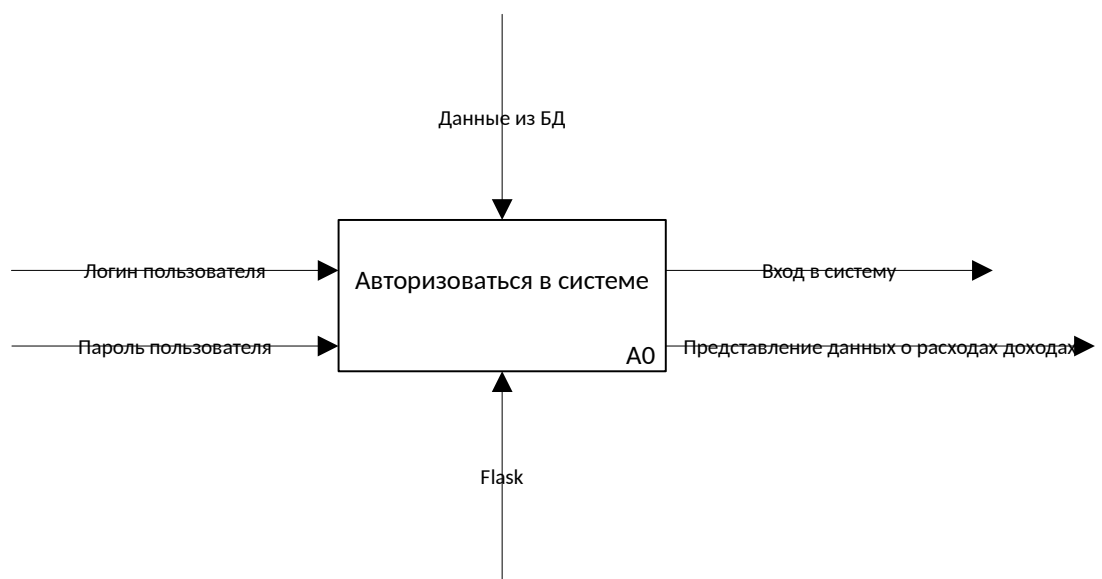 Данные из БД
Логин пользователя
Авторизоваться в системе
Вход в систему
Пароль пользователя
A0
Представление данных о расходах доходах
Flask